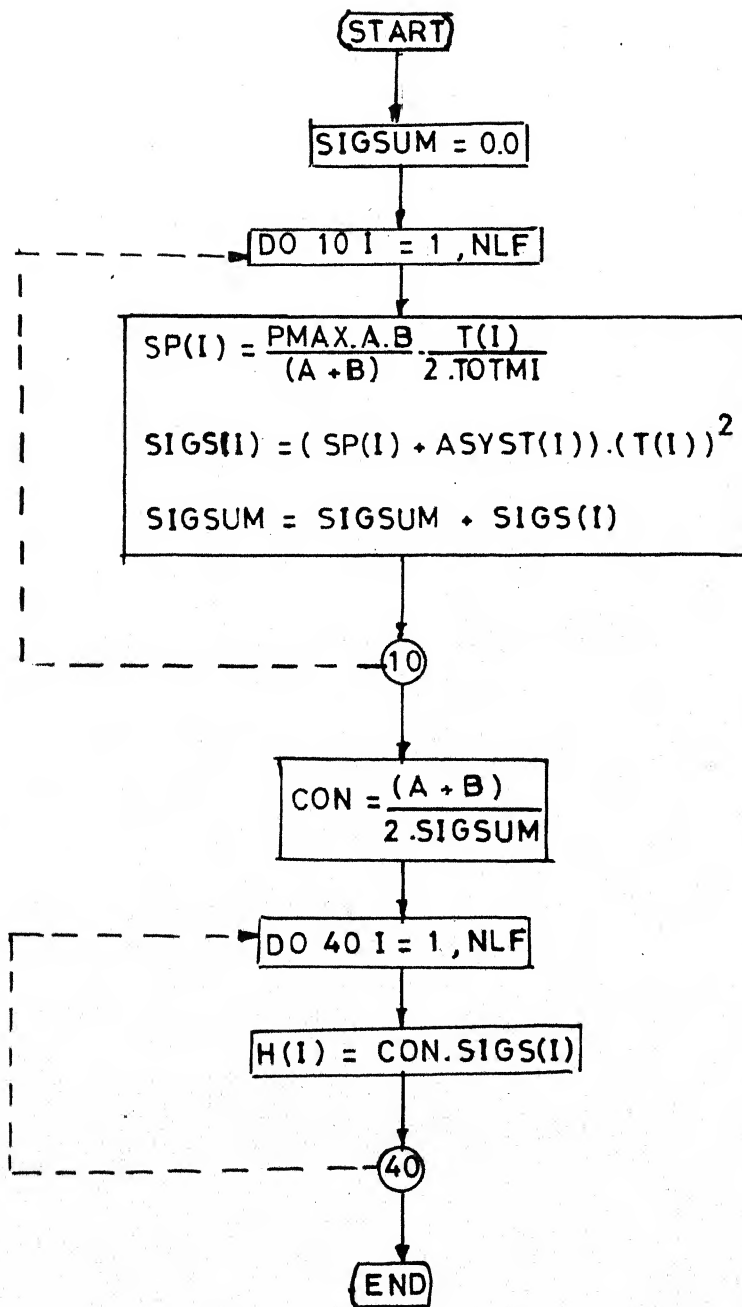 START
SIGSUM = 0.0
DO 10 I = 1 , NLF
SP(I) = PMAX.A.B / (A + B) . T(I) / 2.TOTMI
SIGS(I) = ( SP(I) + ASYST(I)).(T(I))²
SIGSUM = SIGSUM + SIGS(I)
10
CON = (A + B) / 2.SIGSUM
DO 40 I = 1 , NLF
H(I) = CON.SIGS(I)
40
END